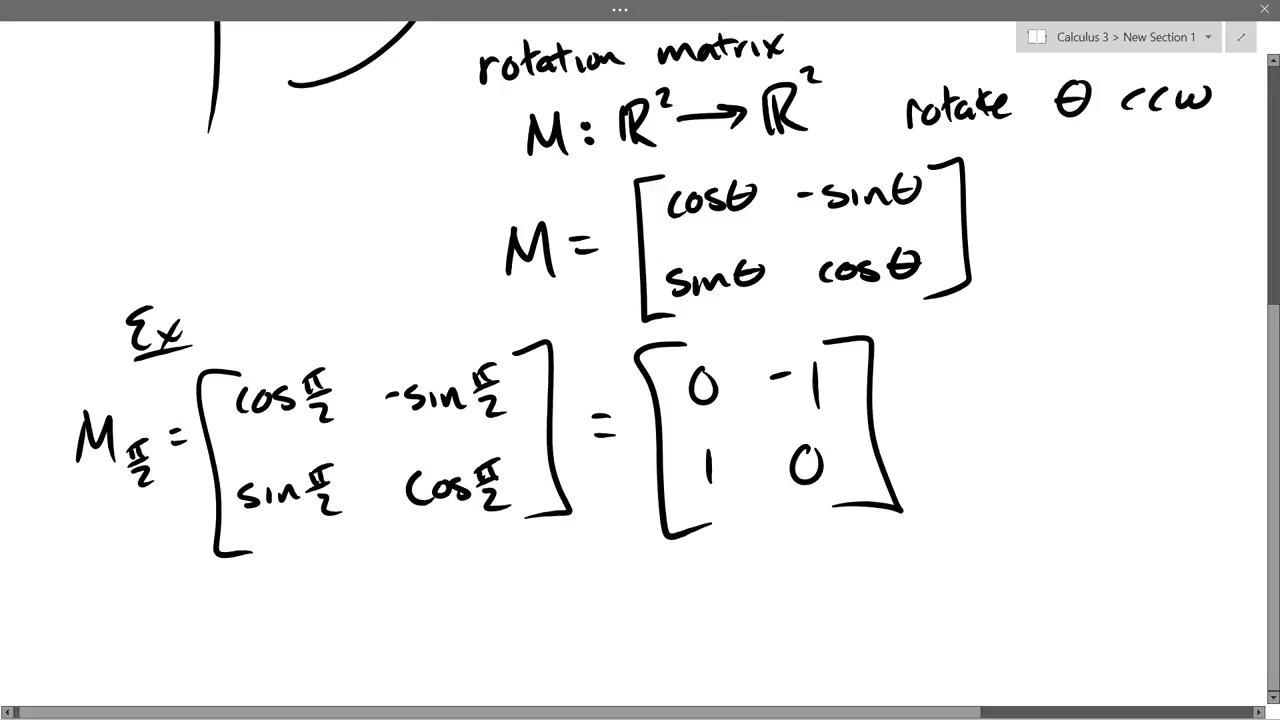 Calculus 3 > New Section 1
rotation matrix
M : ℝ² → ℝ² rotate θ ccw
M = [cosθ -sinθ
sinθ cosθ]
Ex
M_{π/2} = [cos π/2 -sin π/2
sin π/2 cos π/2]
= [0 -1
1 0]